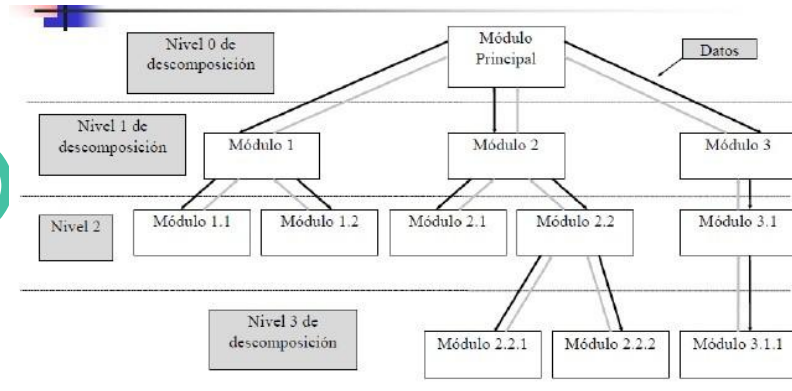 Nivel 0 de
descomposición
Módulo
Principal
Datos
Nivel 1 de
descomposición
Módulo 1
Módulo 2
Módulo 3
Nivel 2
Módulo 1.1
Módulo 1.2
Módulo 2.1
Módulo 2.2
Módulo 3.1
Nivel 3 de
descomposición
Módulo 2.2.1
Módulo 2.2.2
Módulo 3.1.1